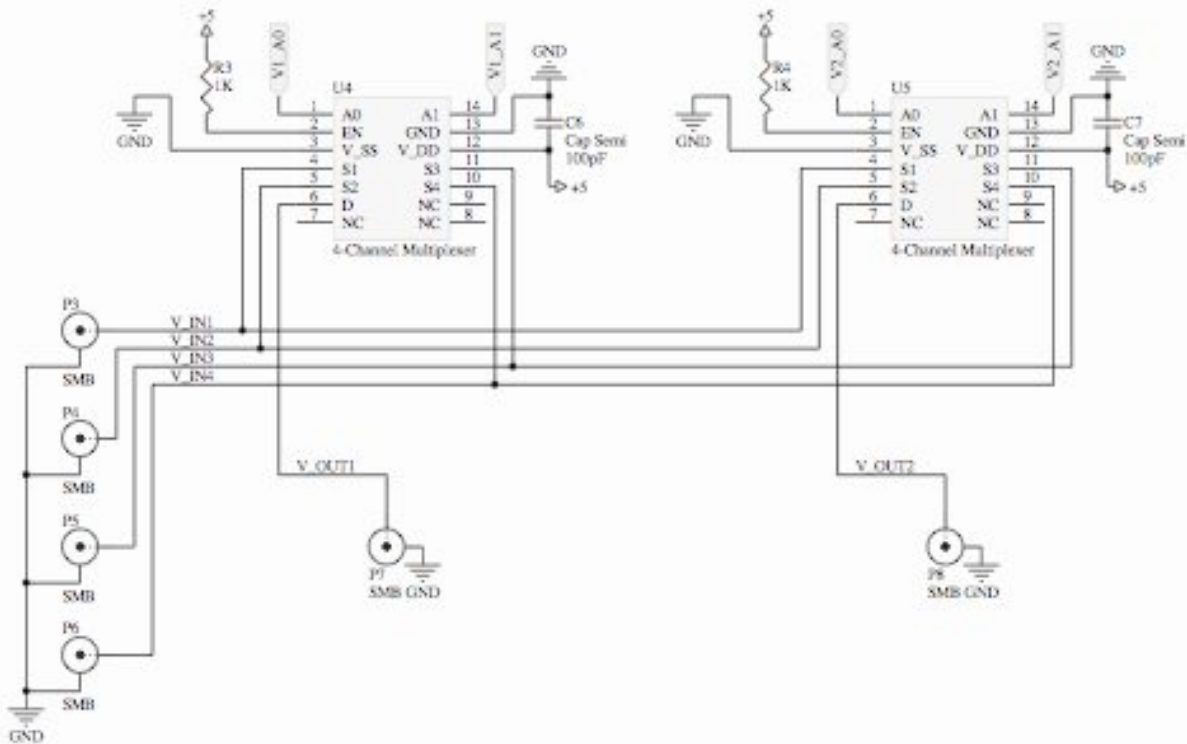 +5
V1_A0
V1_A1
GND
R3
1K
U4
GND
1 A0 A1 14
2 EN GND 13
3 V_SS V_DD 12
4 S1 S3 11
5 S2 S4 10
6 D NC 9
7 NC NC 8
4-Channel Multiplexer
C6
Cap Semi
100pF
+5
+5
V2_A0
V2_A1
GND
R4
1K
U5
GND
1 A0 A1 14
2 EN GND 13
3 V_SS V_DD 12
4 S1 S3 11
5 S2 S4 10
6 D NC 9
7 NC NC 8
4-Channel Multiplexer
C7
Cap Semi
100pF
+5
P3
SMB
V_IN1
V_IN2
V_IN3
V_IN4
P4
SMB
P5
SMB
P6
SMB
GND
V_OUT1
P7
SMB GND
V_OUT2
P8
SMB GND